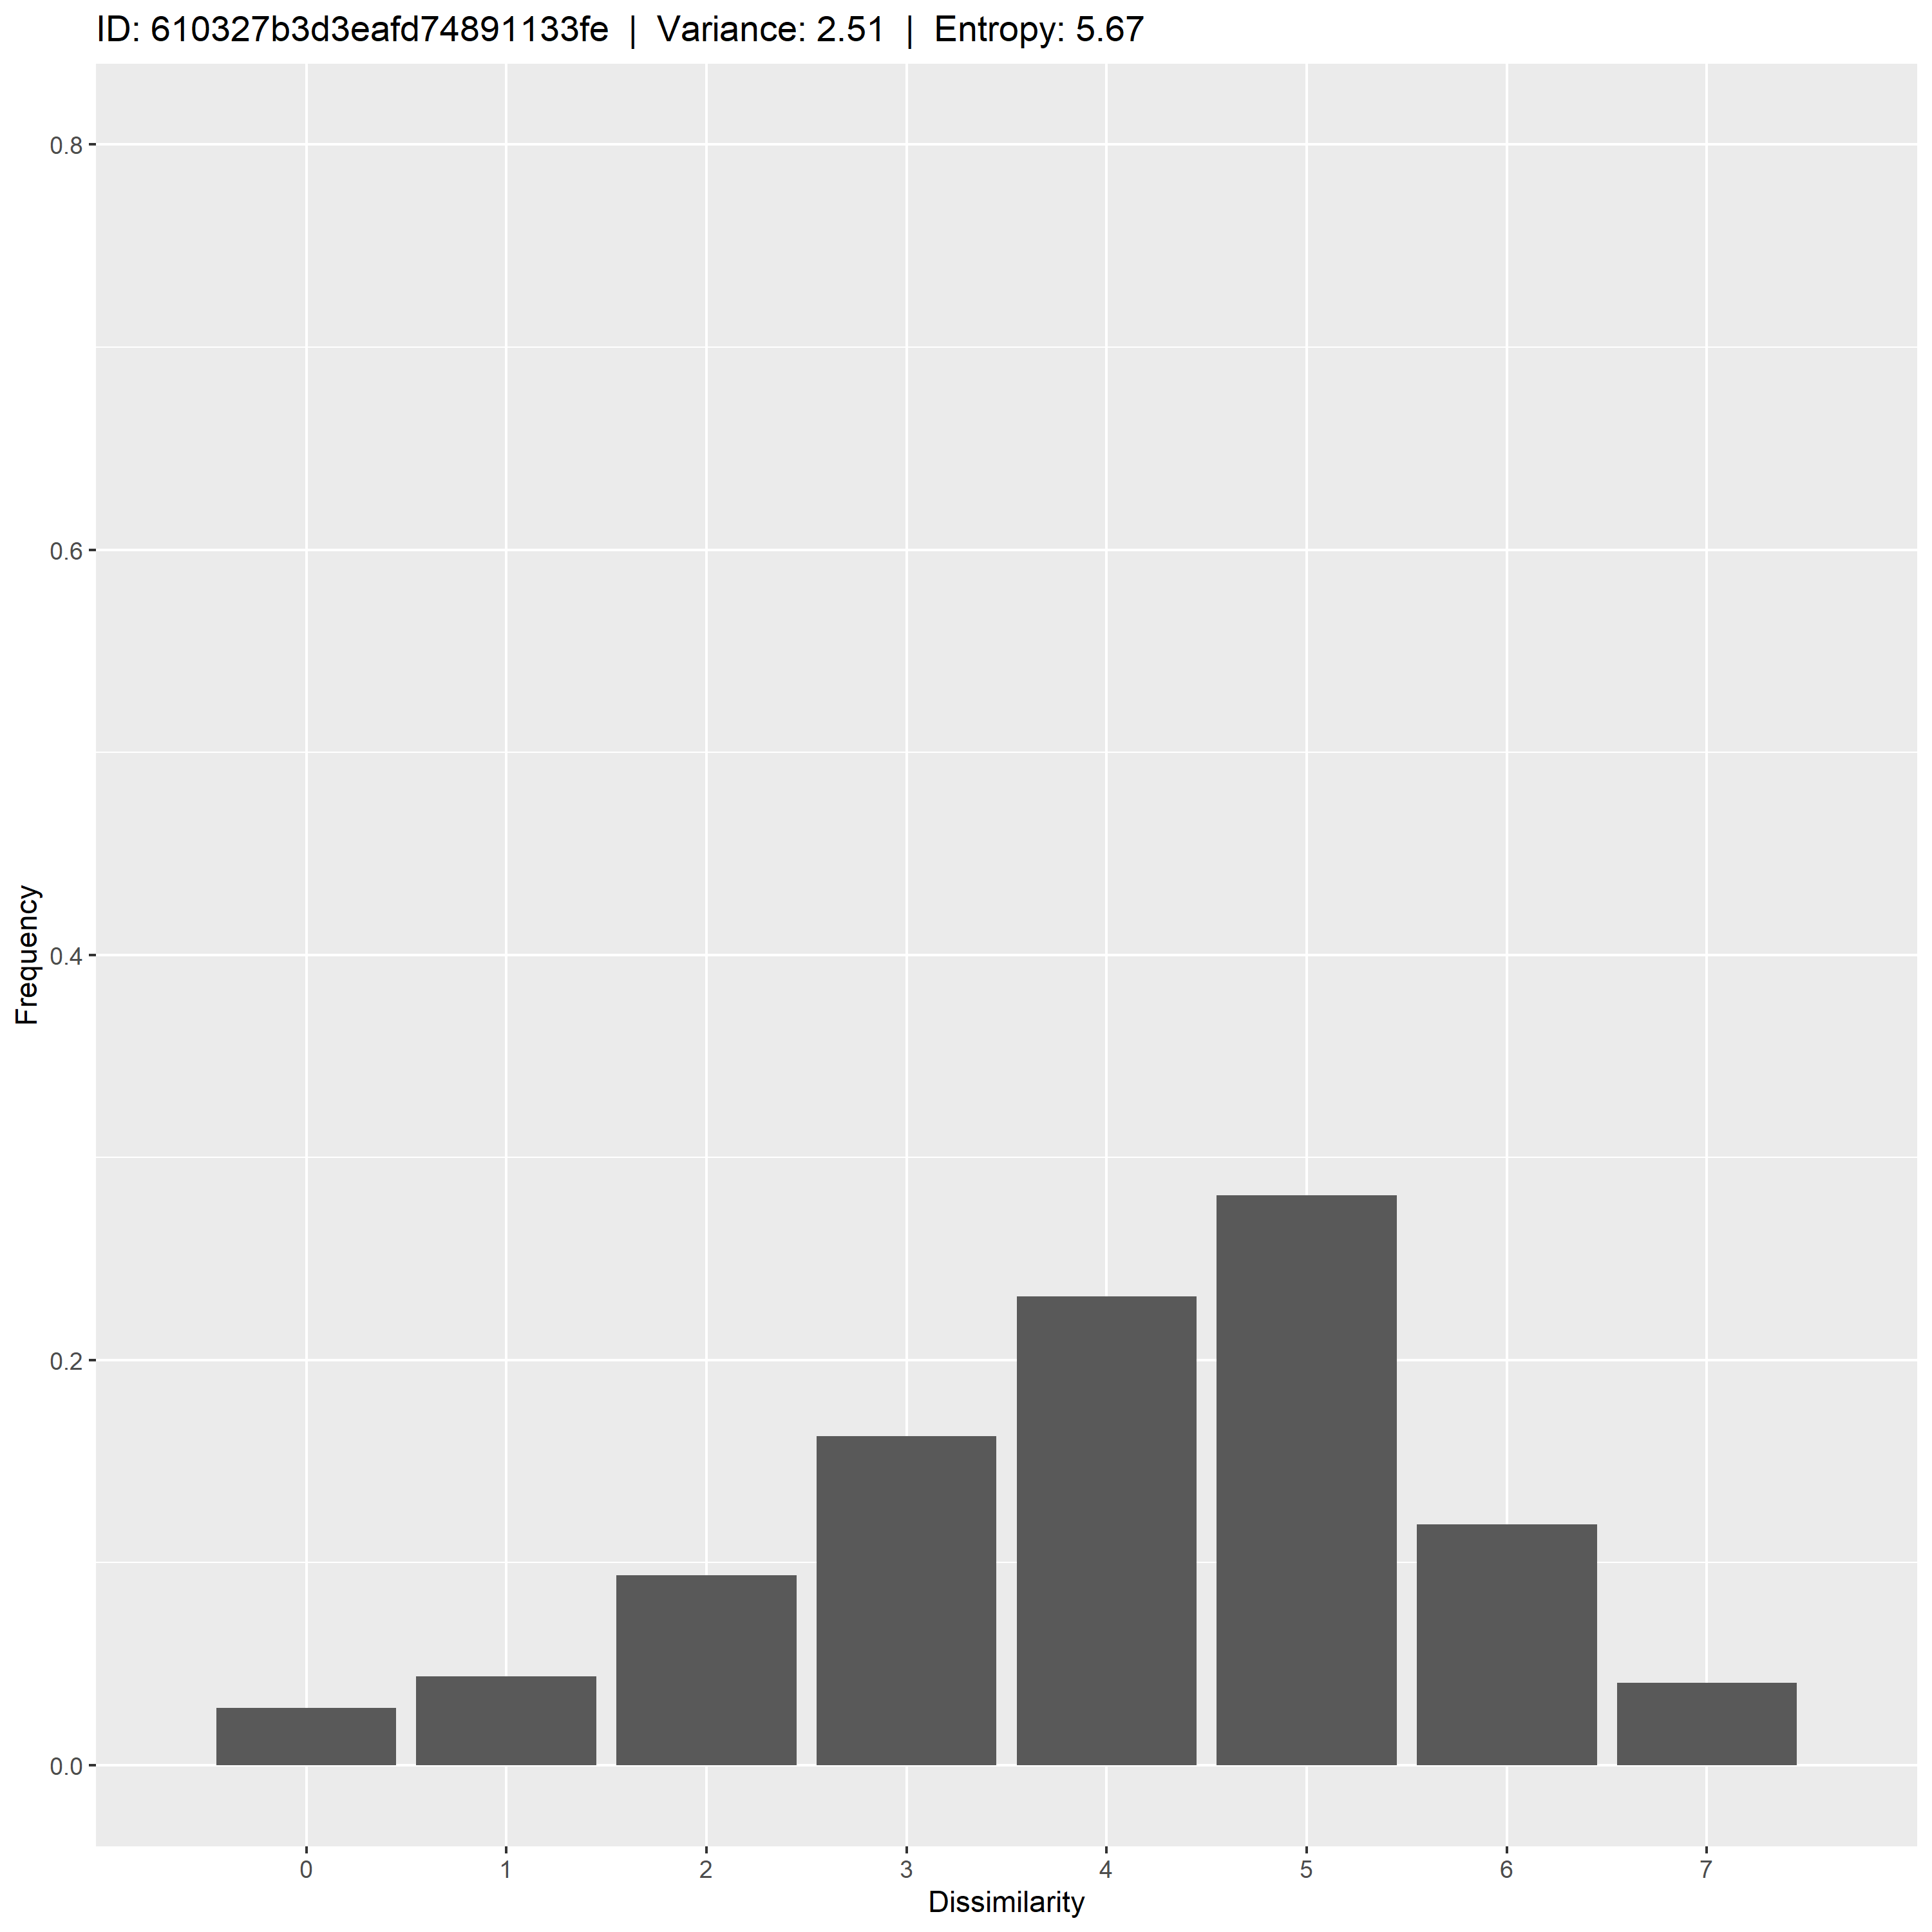 ID: 610327b3d3eafd74891133fe | Variance: 2.51 | Entropy: 5.67
0.8
0.6
0.4
0.2
0.0
Frequency
0 1 2 3 4 5 6 7
Dissimilarity